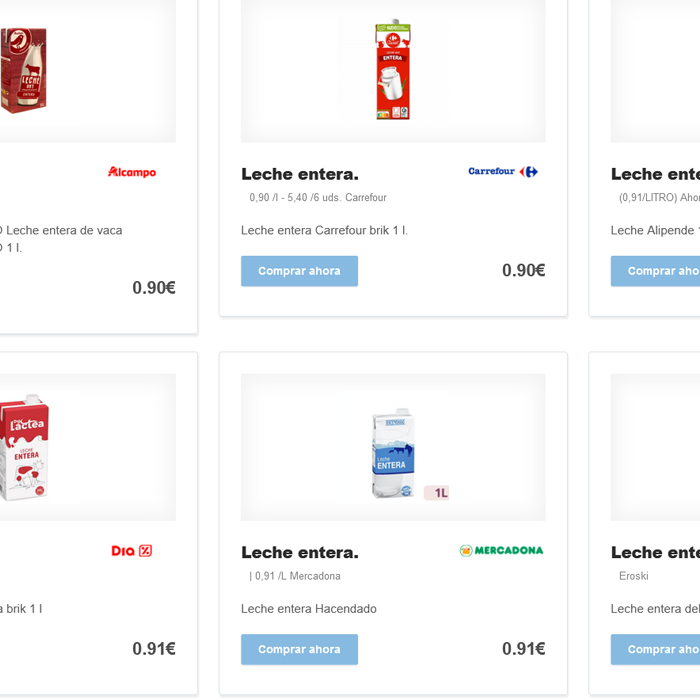 LECHE
ENTERA
Alcampo
Leche entera.
Carrefour
Leche ente
0,90 /l - 5,40 /6 uds. Carrefour
(0,91/LITRO) Ahor
O Leche entera de vaca
O 1 l.
Leche entera Carrefour brik 1 l.
Leche Alipende 1
Comprar ahora
Comprar aho
0.90€
0.90€
Lactea
LECHE
ENTERA
Leche
ENTERA
1L
Dia
Leche entera.
MERCADONA
Leche ente
| 0,91 /L Mercadona
Eroski
a brik 1 l
Leche entera Hacendado
Leche entera del
0.91€
Comprar ahora
0.91€
Comprar aho